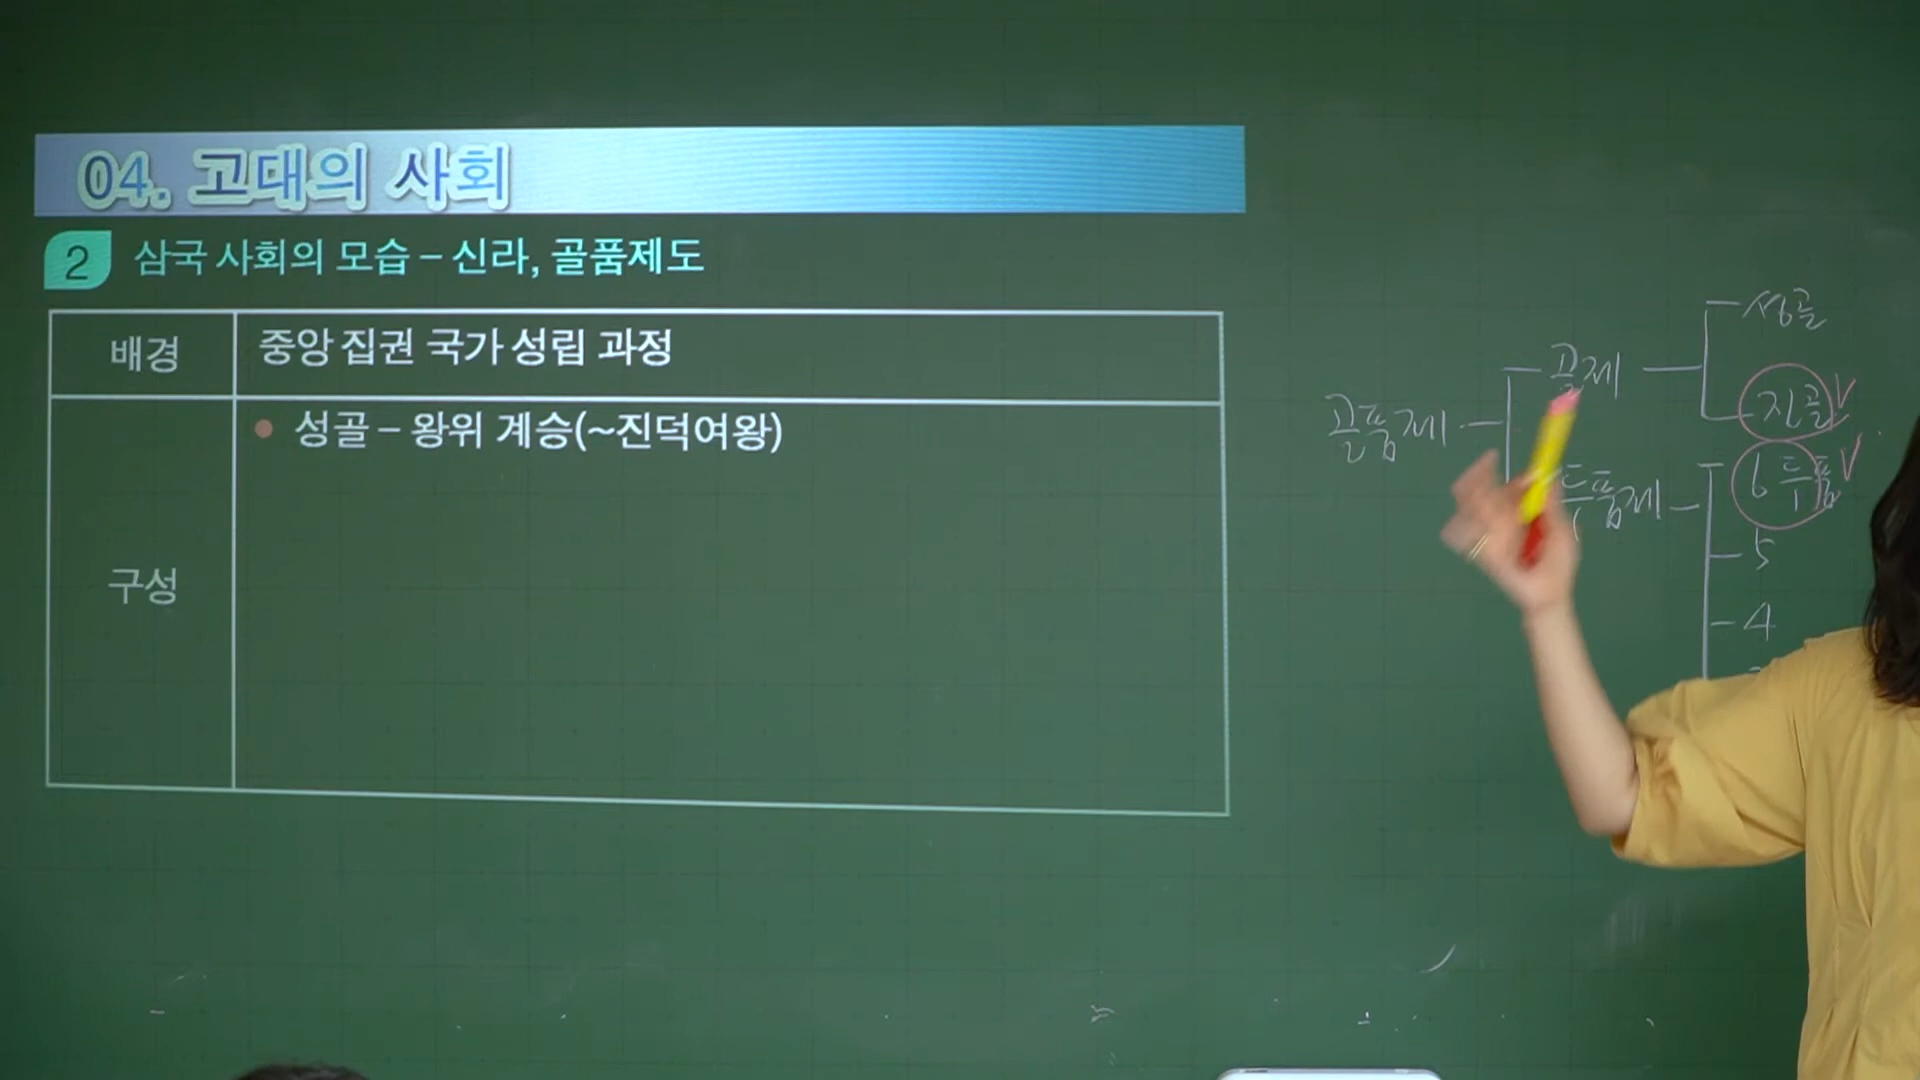 04. 고대의 사회
2 삼국 사회의 모습 – 신라, 골품제도
배경
중앙 집권 국가 성립 과정
구성
• 성골 – 왕위 계승(~진덕여왕)
골품제
골제
성골
진골
두품제
6두품
5
4